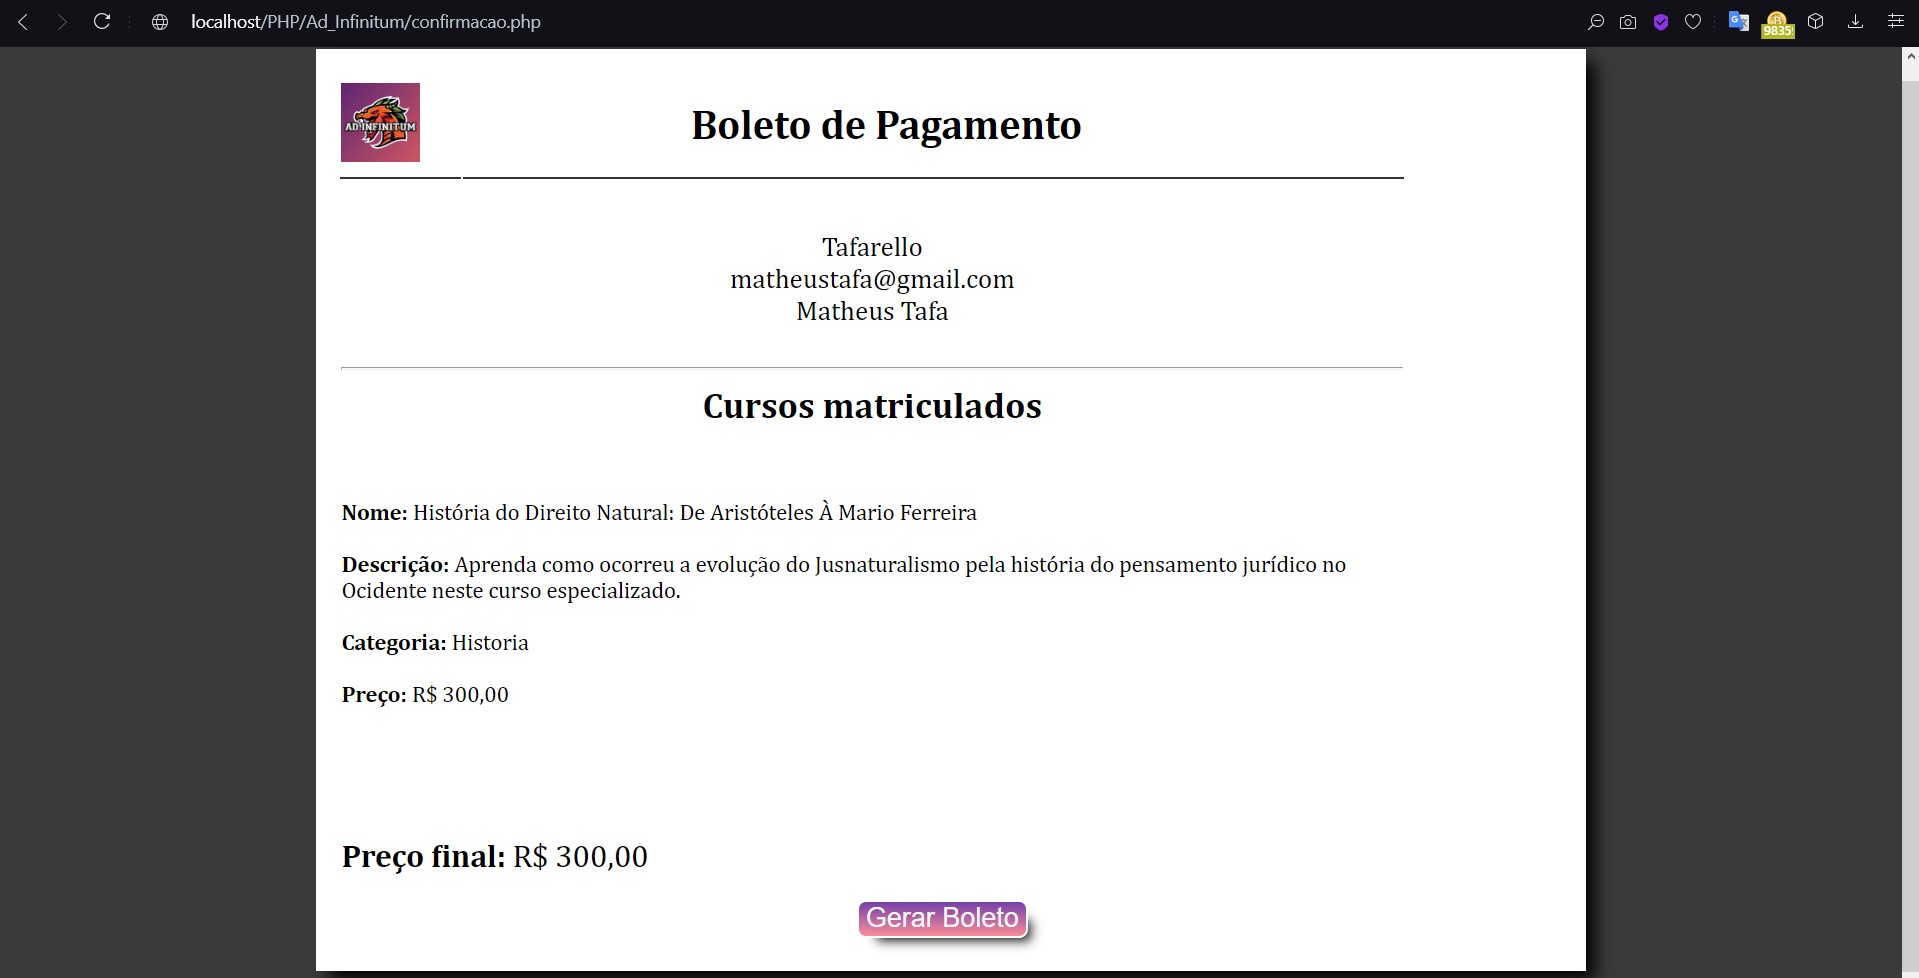 localhost/PHP/Ad_Infinitum/confirmacao.php
9835
AD INFINITUM
Boleto de Pagamento
Tafarello
matheustafa@gmail.com
Matheus Tafa
Cursos matriculados
Nome: História do Direito Natural: De Aristóteles À Mario Ferreira
Descrição: Aprenda como ocorreu a evolução do Jusnaturalismo pela história do pensamento jurídico no
Ocidente neste curso especializado.
Categoria: Historia
Preço: R$ 300,00
Preço final: R$ 300,00
Gerar Boleto